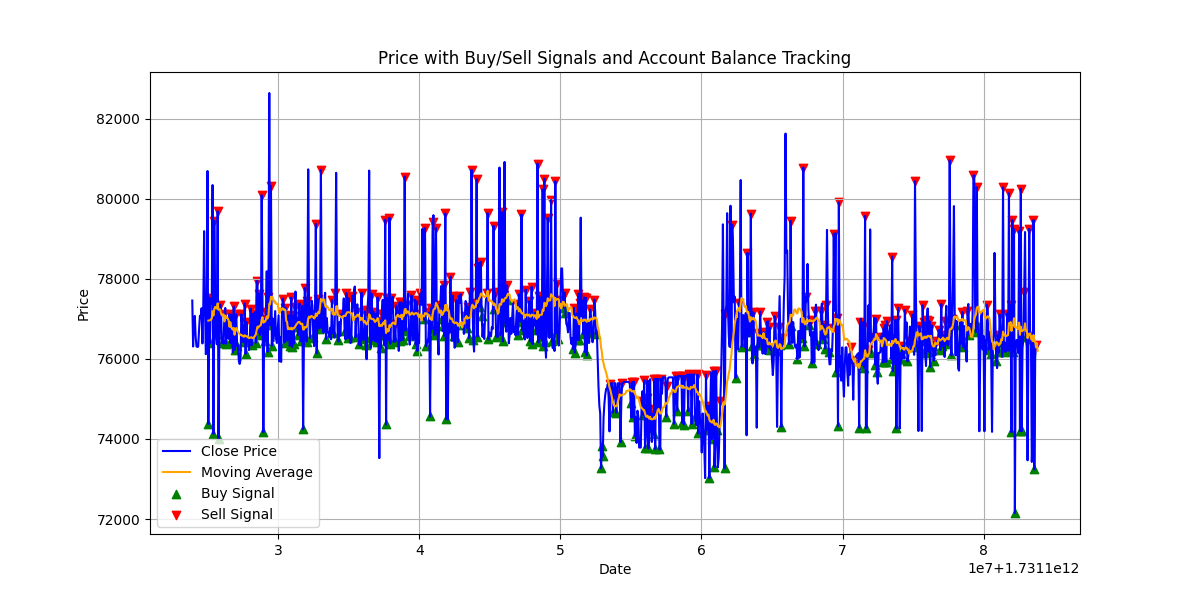 Price with Buy/Sell Signals and Account Balance Tracking
82000
80000
78000
76000
74000
72000
Price
Close Price
Moving Average
Buy Signal
Sell Signal
3 4 5 6 7 8
Date
1e7+1.7311e12